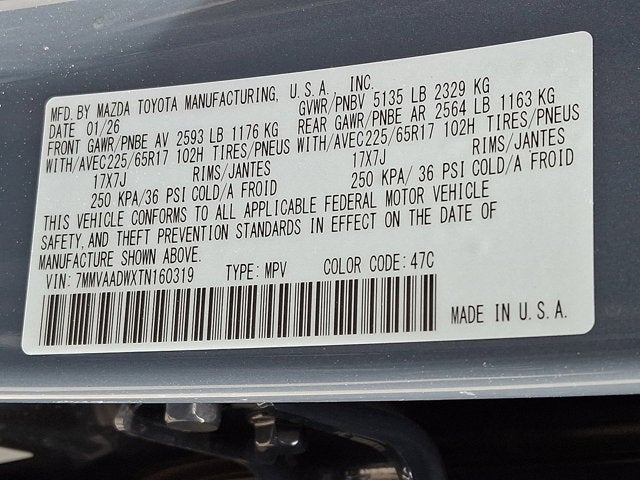 MFD. BY MAZDA TOYOTA MANUFACTURING, U.S.A., INC.
DATE 01/26 GVWR/PNBV 5135 LB 2329 KG
FRONT GAWR/PNBE AV 2593 LB 1176 KG REAR GAWR/PNBE AR 2564 LB 1163 KG
WITH/AVEC225/65R17 102H TIRES/PNEUS WITH/AVEC225/65R17 102H TIRES/PNEUS
17X7J RIMS/JANTES 17X7J RIMS/JANTES
250 KPA/36 PSI COLD/A FROID 250 KPA/36 PSI COLD/A FROID
THIS VEHICLE CONFORMS TO ALL APPLICABLE FEDERAL MOTOR VEHICLE
SAFETY, AND THEFT PREVENTION STANDARDS IN EFFECT ON THE DATE OF
MANUFACTURE SHOWN ABOVE.
VIN: 7MMVAADWXTN160319 TYPE: MPV COLOR CODE: 47C
MADE IN U.S.A.